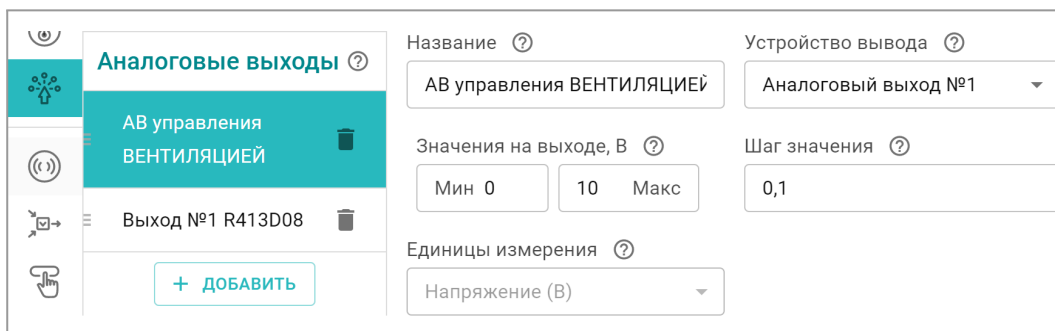 Аналоговые выходы
АВ управления
ВЕНТИЛЯЦИЕЙ
Выход №1 R413D08
+ ДОБАВИТЬ
Название
АВ управления ВЕНТИЛЯЦИЕЙ
Устройство вывода
Аналоговый выход №1
Значения на выходе, В
Мин 0
10 Макс
Шаг значения
0,1
Единицы измерения
Напряжение (В)